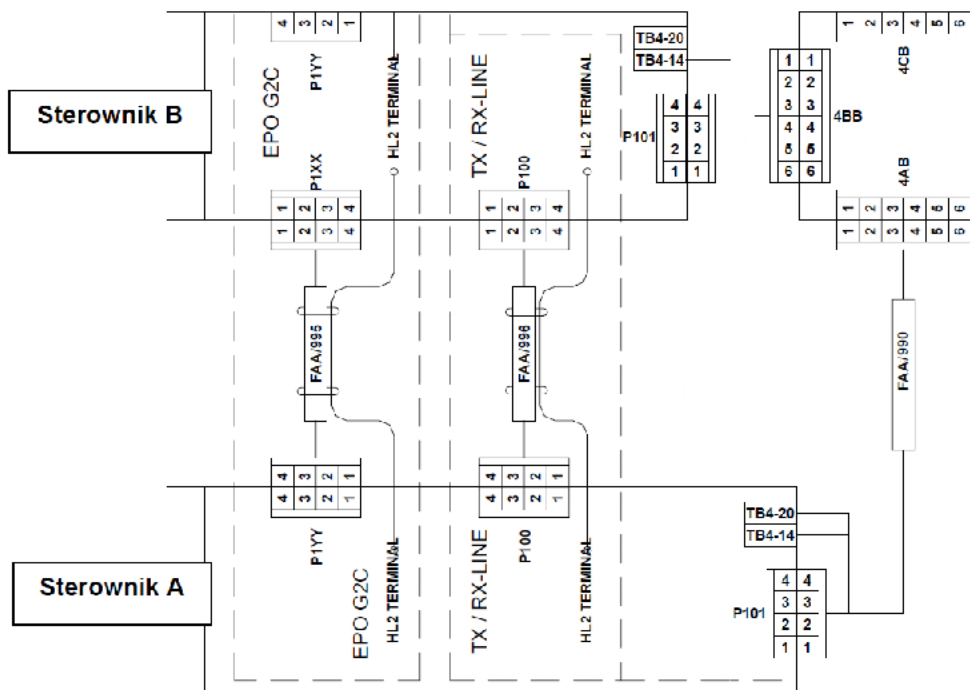 4 3 2 1
P1YY
EPO G2C
HL2 TERMINAL
TX / RX-LINE
HL2 TERMINAL
TB4-20
TB4-14
Sterownik B
P1XX
1 2 3 4
1 2 3 4
P100
1 2 3 4
1 2 3 4
P101
4 4
3 3
2 2
1 1
1 2 3 4 5 6
4CB
1 1
2 2
3 3
4 4
5 5
6 6
4BB
4AB
1 2 3 4 5 6
1 2 3 4 5 6
FAA/995
FAA/996
FAA/990
4 3 2 1
4 3 2 1
P1YY
4 3 2 1
4 3 2 1
P100
Sterownik A
EPO G2C
HL2 TERMINAL
TX / RX-LINE
HL2 TERMINAL
TB4-20
TB4-14
P101
4 4
3 3
2 2
1 1